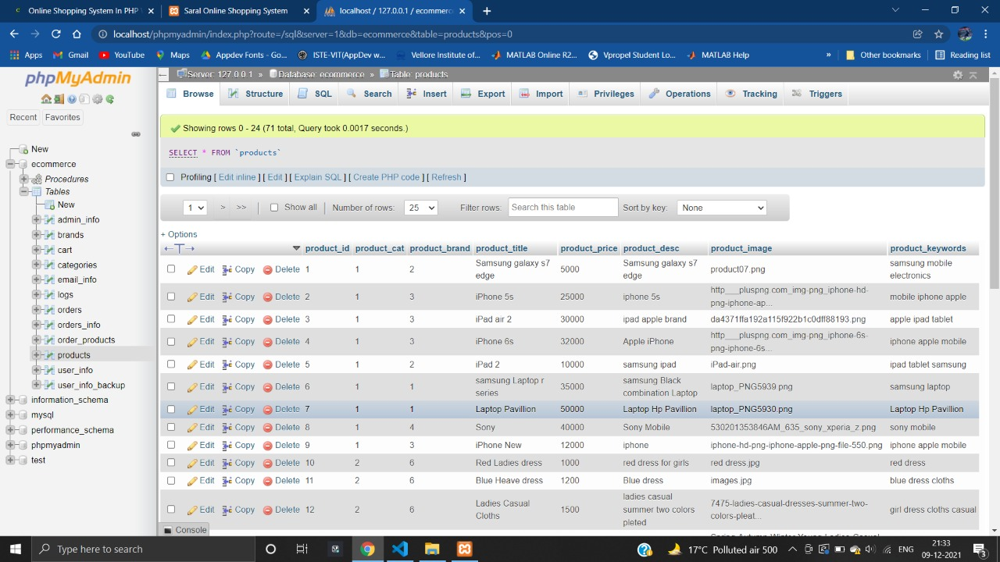 Online Shopping System In PHP
Saral Online Shopping System
localhost / 127.0.0.1 / ecommerc
localhost/phpmyadmin/index.php?route=/sql&server=1&db=ecommerce&table=products&pos=0
Apps Gmail YouTube Maps Appdev Fonts - Go... ISTE-VIT(AppDev w... Vellore Institute of... MATLAB Online R2... Vpropel Student Lo... MATLAB Help » Other bookmarks Reading list
phpMyAdmin
Recent Favorites
New
ecommerce
Procedures
Tables
New
admin_info
brands
cart
categories
email_info
logs
orders
orders_info
order_products
products
user_info
user_info_backup
information_schema
mysql
performance_schema
phpmyadmin
test
Server: 127.0.0.1 » Database: ecommerce » Table: products
Browse Structure SQL Search Insert Export Import Privileges Operations Tracking Triggers
Showing rows 0 - 24 (71 total, Query took 0.0017 seconds.)
SELECT * FROM `products`
Profiling [ Edit inline ] [ Edit ] [ Explain SQL ] [ Create PHP code ] [ Refresh ]
1 > >> Show all Number of rows: 25 Filter rows: Search this table Sort by key: None
+ Options
product_id product_cat product_brand product_title product_price product_desc product_image product_keywords
Edit Copy Delete 1 1 2 Samsung galaxy s7 edge 5000 Samsung galaxy s7 edge product07.png samsung mobile electronics
Edit Copy Delete 2 1 3 iPhone 5s 25000 iphone 5s http___pluspng.com_img-png_iphone-hd-png-iphone-ap... mobile iphone apple
Edit Copy Delete 3 1 3 iPad air 2 30000 ipad apple brand da4371ffa192a115f922b1c0dff88193.png apple ipad tablet
Edit Copy Delete 4 1 3 iPhone 6s 32000 Apple iPhone http___pluspng.com_img-png_iphone-6s-png-iphone-6s... iphone apple mobile
Edit Copy Delete 5 1 2 iPad 2 10000 samsung ipad iPad-air.png ipad tablet samsung
Edit Copy Delete 6 1 1 samsung Laptop r series 35000 samsung Black combination Laptop laptop_PNG5939.png samsung laptop
Edit Copy Delete 7 1 1 Laptop Pavillion 50000 Laptop Hp Pavillion laptop_PNG5930.png Laptop Hp Pavillion
Edit Copy Delete 8 1 4 Sony 40000 Sony Mobile 530201353846AM_635_sony_xperia_z.png sony mobile
Edit Copy Delete 9 1 3 iPhone New 12000 iphone iphone-hd-png-iphone-apple-png-file-550.png iphone apple mobile
Edit Copy Delete 10 2 6 Red Ladies dress 1000 red dress for girls red dress.jpg red dress
Edit Copy Delete 11 2 6 Blue Heave dress 1200 Blue dress images.jpg blue dress cloths
Edit Copy Delete 12 2 6 Ladies Casual Cloths 1500 ladies casual summer two colors pleted 7475-ladies-casual-dresses-summer-two-colors-pleat... girl dress cloths casual
Console
Type here to search
17°C Polluted air 500 ENG 21:33
09-12-2021 3